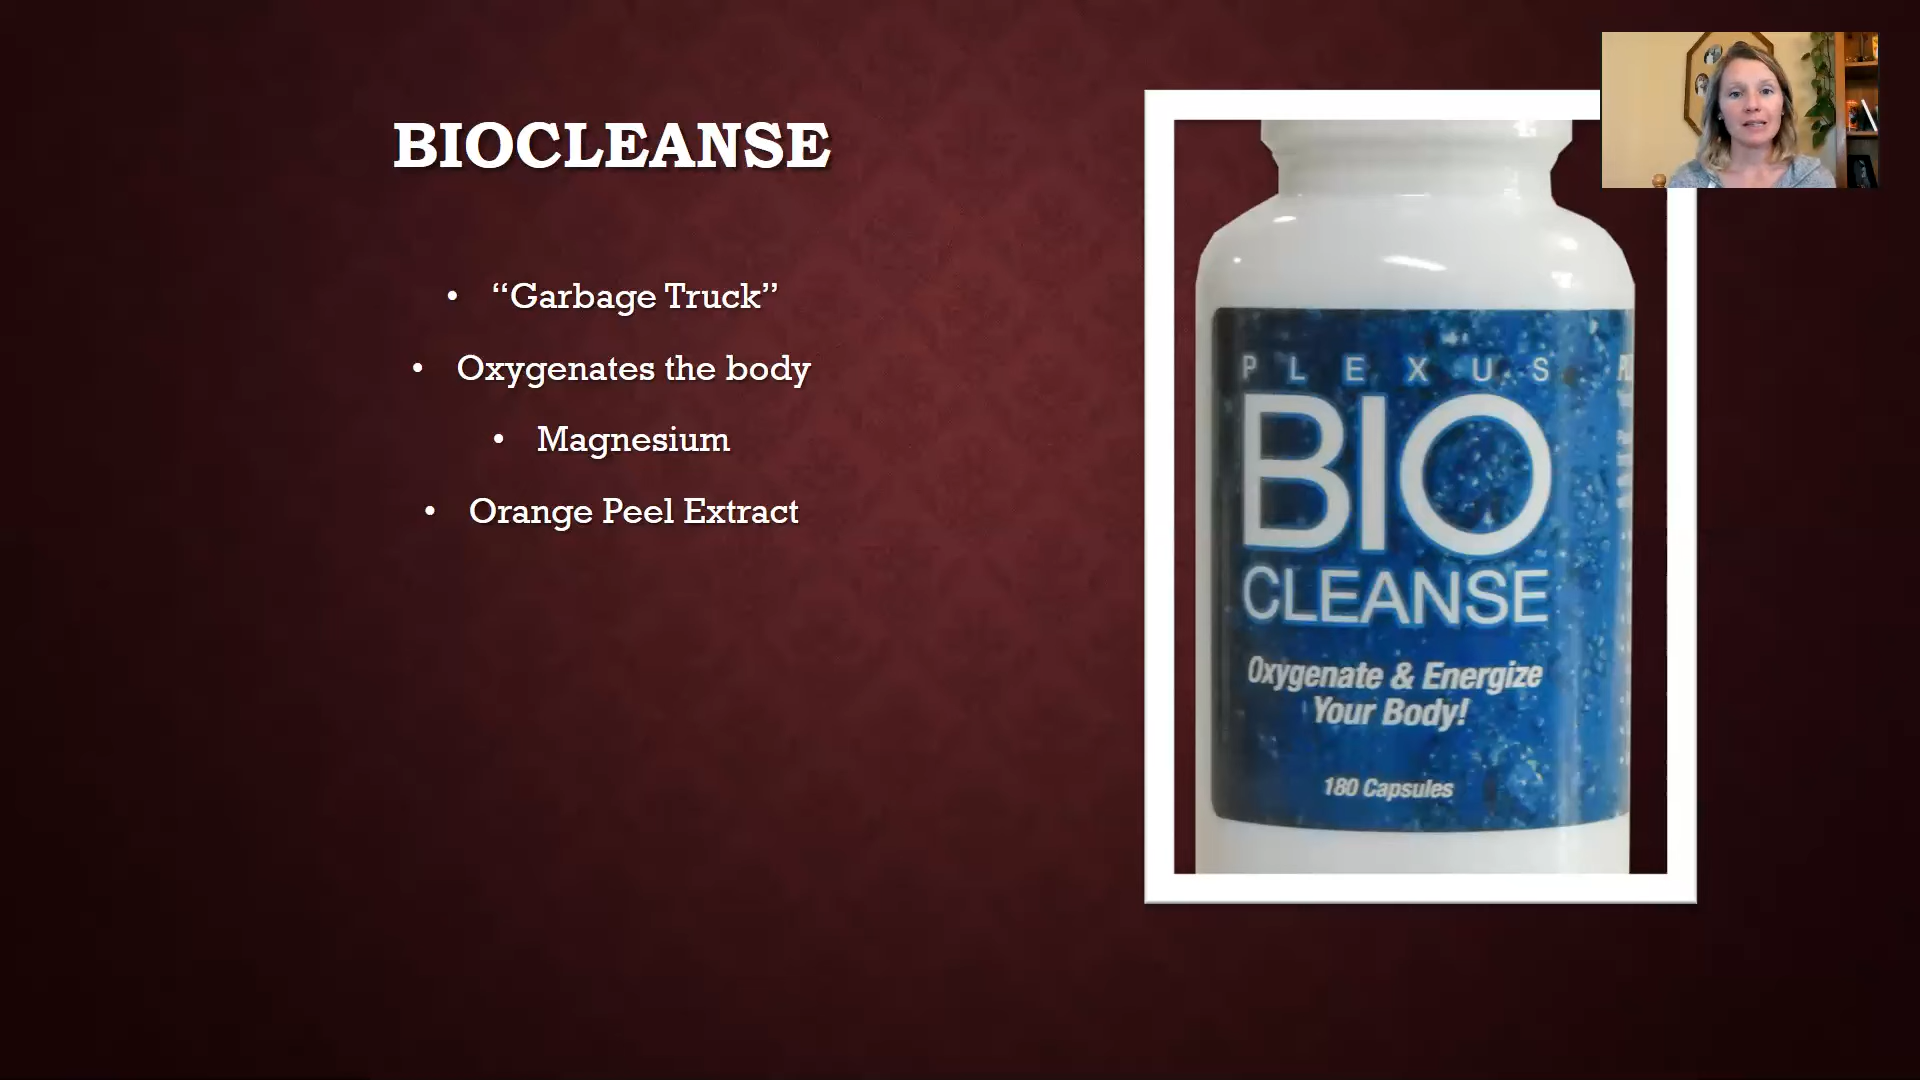 BIOCLEANSE
• “Garbage Truck”
• Oxygenates the body
• Magnesium
• Orange Peel Extract
PLEXUS
BIO
CLEANSE
Oxygenate & Energize
Your Body!
180 Capsules